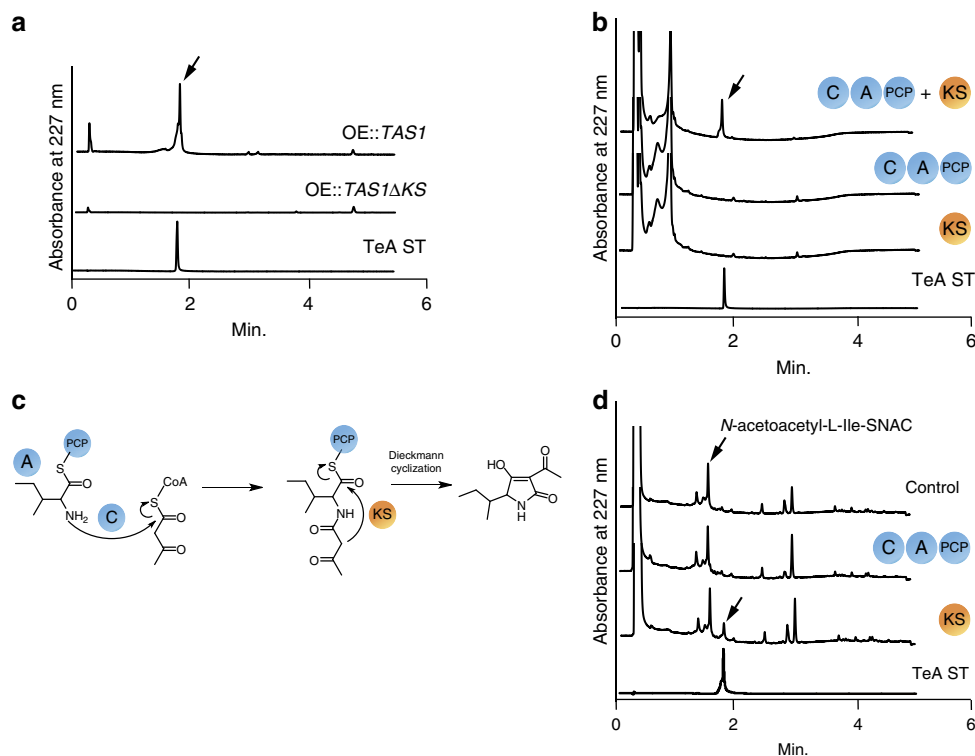 a
Absorbance at 227 nm
OE::TAS1
OE::TAS1ΔKS
TeA ST
0 2 4 6
Min.
b
Absorbance at 227 nm
C A PCP + KS
C A PCP
KS
TeA ST
0 2 4 6
Min.
c
A
PCP
S
O
NH2
C
CoA
S
O
O
PCP
S
O
NH
O
O
KS
Dieckmann
cyclization
HO
O
O
N
H
d
Absorbance at 227 nm
N-acetoacetyl-L-Ile-SNAC
Control
C A PCP
KS
TeA ST
0 2 4 6
Min.